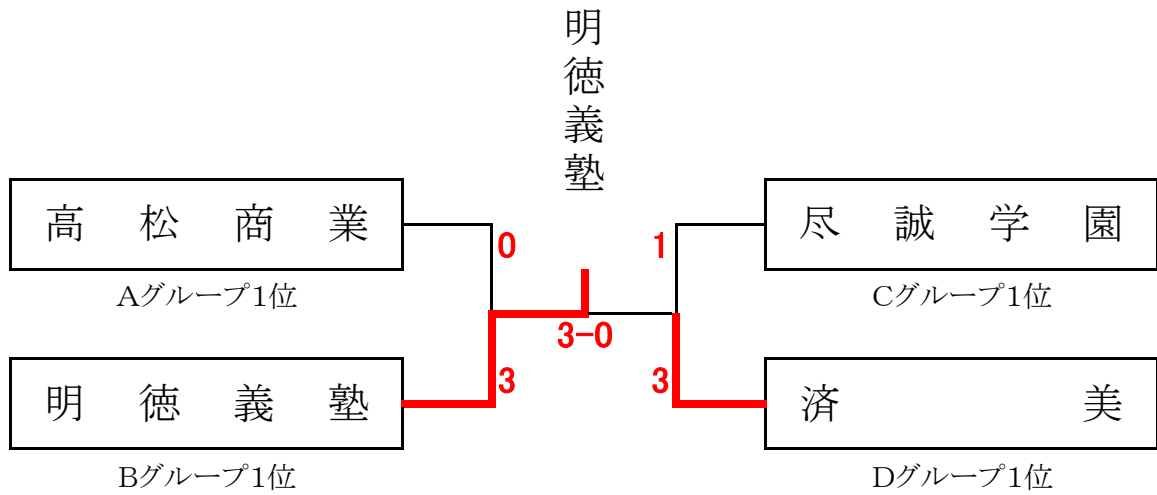 明徳義塾
高松商業
0
1
尽誠学園
Aグループ1位
Cグループ1位
3-0
明徳義塾
3
3
済美
Bグループ1位
Dグループ1位